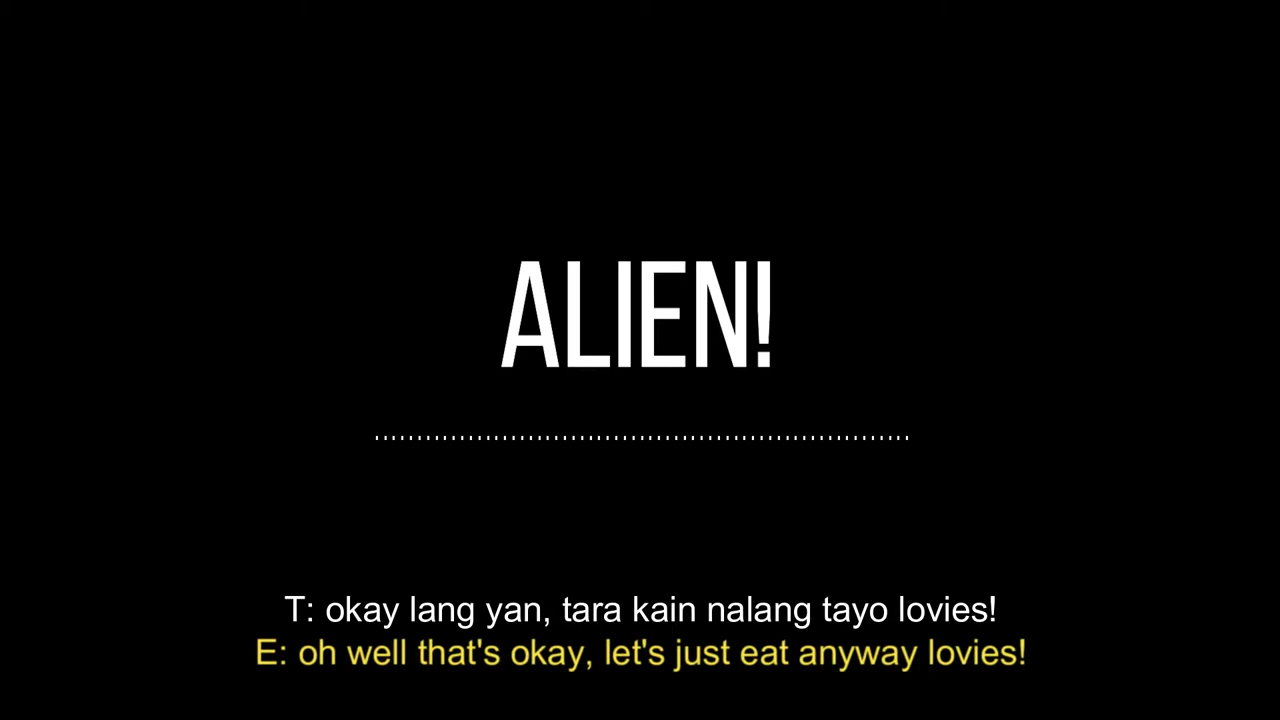 ALIEN!
T: okay lang yan, tara kain nalang tayo lovies!
E: oh well that's okay, let's just eat anyway lovies!